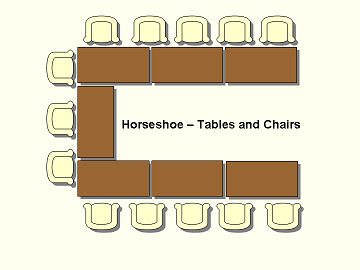 Horseshoe – Tables and Chairs